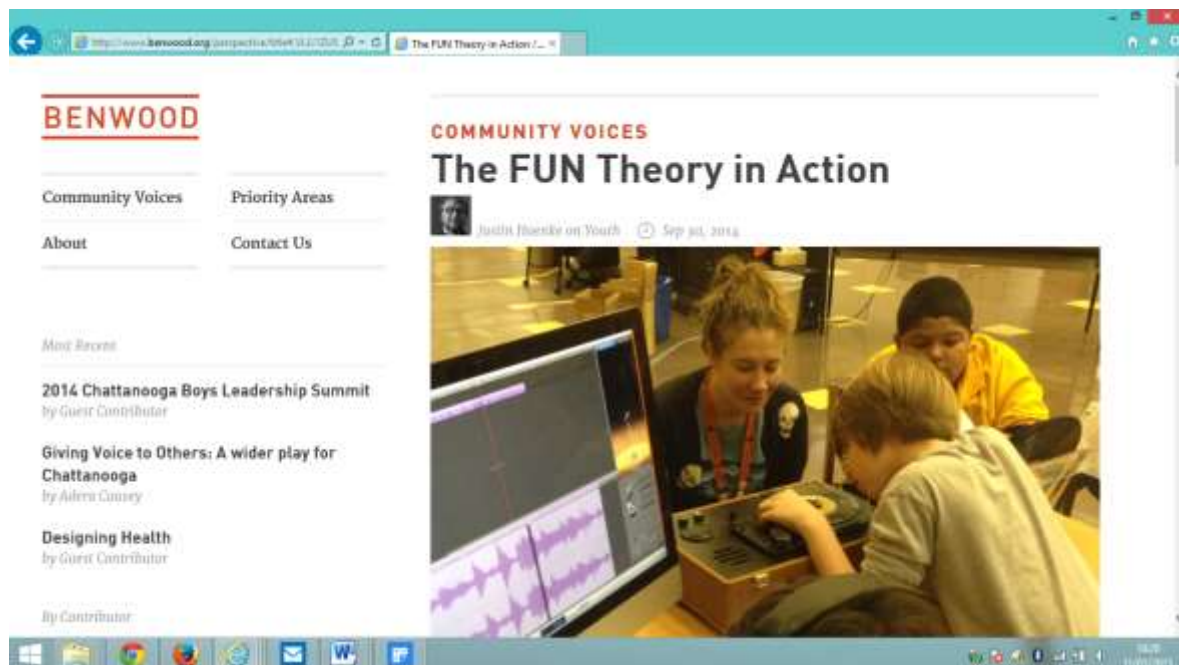 The FUN Theory in Action /...
BENWOOD
Community Voices
Priority Areas
About
Contact Us
Most Recent
2014 Chattanooga Boys Leadership Summit
by Guest Contributor
Giving Voice to Others: A wider play for
Chattanooga
by Adera Causey
Designing Health
by Guest Contributor
By Contributor
COMMUNITY VOICES
The FUN Theory in Action
Justin Hoenke on Youth
Sep 30, 2014